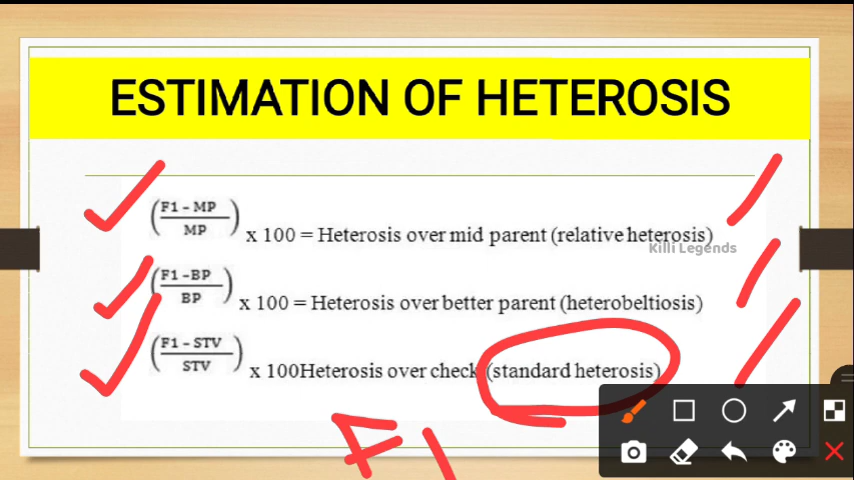 ESTIMATION OF HETEROSIS
(F1 - MP / MP) x 100 = Heterosis over mid parent (relative heterosis)
Killi Legends
(F1 -BP / BP) x 100 = Heterosis over better parent (heterobeltiosis)
(F1 - STV / STV) x 100Heterosis over check (standard heterosis)
F1